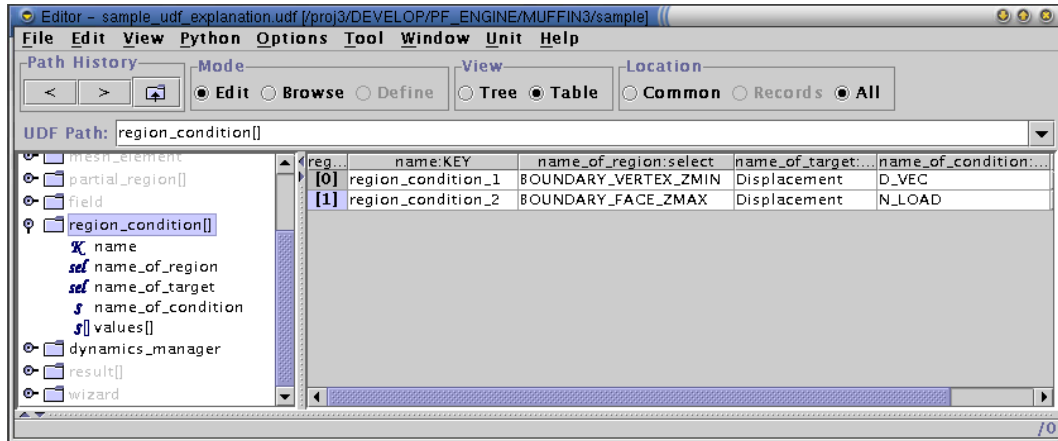 Editor – sample_udf_explanation.udf [/proj3/DEVELOP/PF_ENGINE/MUFFIN3/sample]
File Edit View Python Options Tool Window Unit Help
Path History Mode View Location
< > Edit Browse Define Tree Table Common Records All
UDF Path: region_condition[]
mesh_element
partial_region[]
field
region_condition[]
K name
sel name_of_region
sel name_of_target
s name_of_condition
s[] values[]
dynamics_manager
result[]
wizard
reg... name:KEY name_of_region:select name_of_target:... name_of_condition:...
[0] region_condition_1 BOUNDARY_VERTEX_ZMIN Displacement D_VEC
[1] region_condition_2 BOUNDARY_FACE_ZMAX Displacement N_LOAD
/0